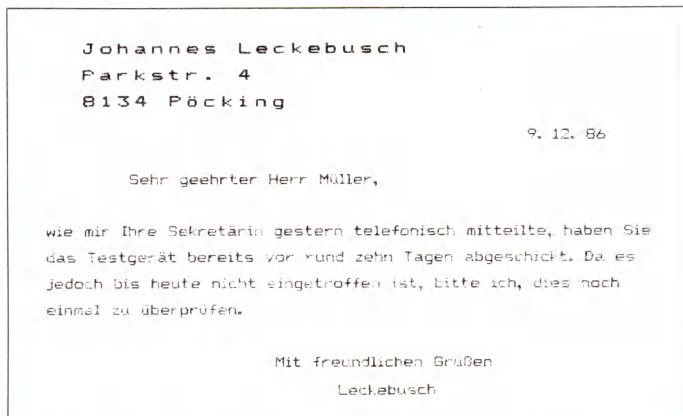 Johannes Leckebusch
Parkstr. 4
8134 Pöcking
9. 12. 86
Sehr geehrter Herr Müller,
wie mir Ihre Sekretärin gestern telefonisch mitteilte, haben Sie
das Testgerät bereits vor rund zehn Tagen abgeschickt. Da es
jedoch bis heute nicht eingetroffen ist, bitte ich, dies noch
einmal zu überprüfen.
Mit freundlichen Grüßen
Leckebusch